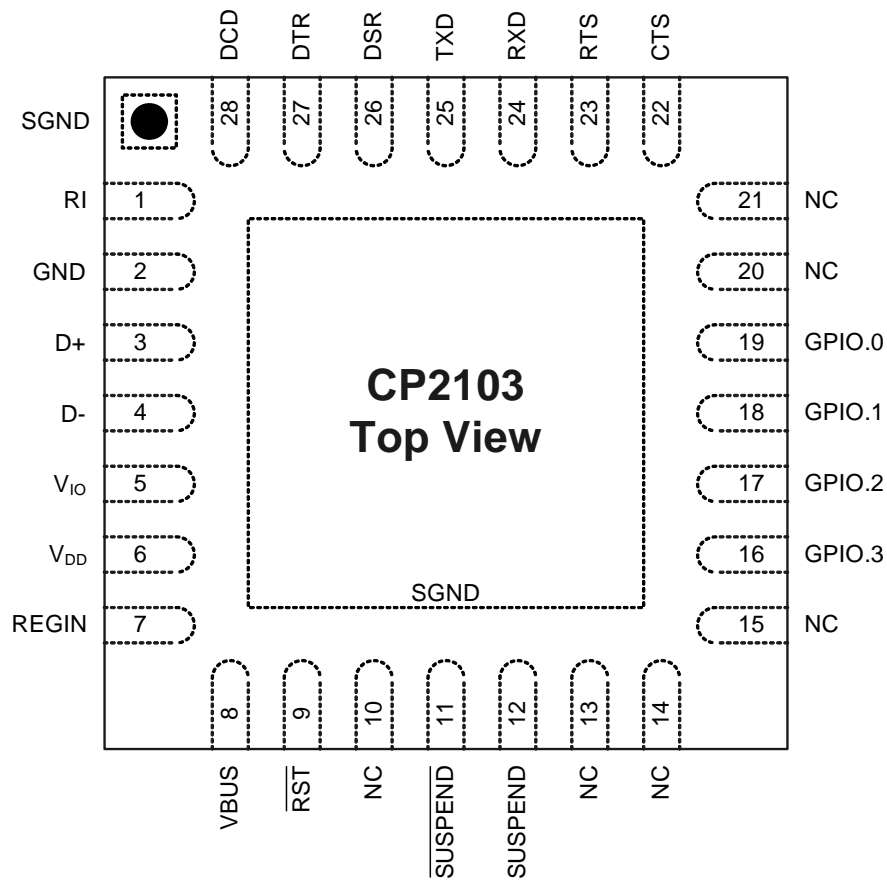 DCD DTR DSR TXD RXD RTS CTS
28 27 26 25 24 23 22
SGND
RI 1
GND 2
D+ 3
D- 4
VIO 5
VDD 6
REGIN 7
21 NC
20 NC
19 GPIO.0
18 GPIO.1
17 GPIO.2
16 GPIO.3
15 NC
CP2103
Top View
SGND
8 9 10 11 12 13 14
VBUS RST NC SUSPEND SUSPEND NC NC